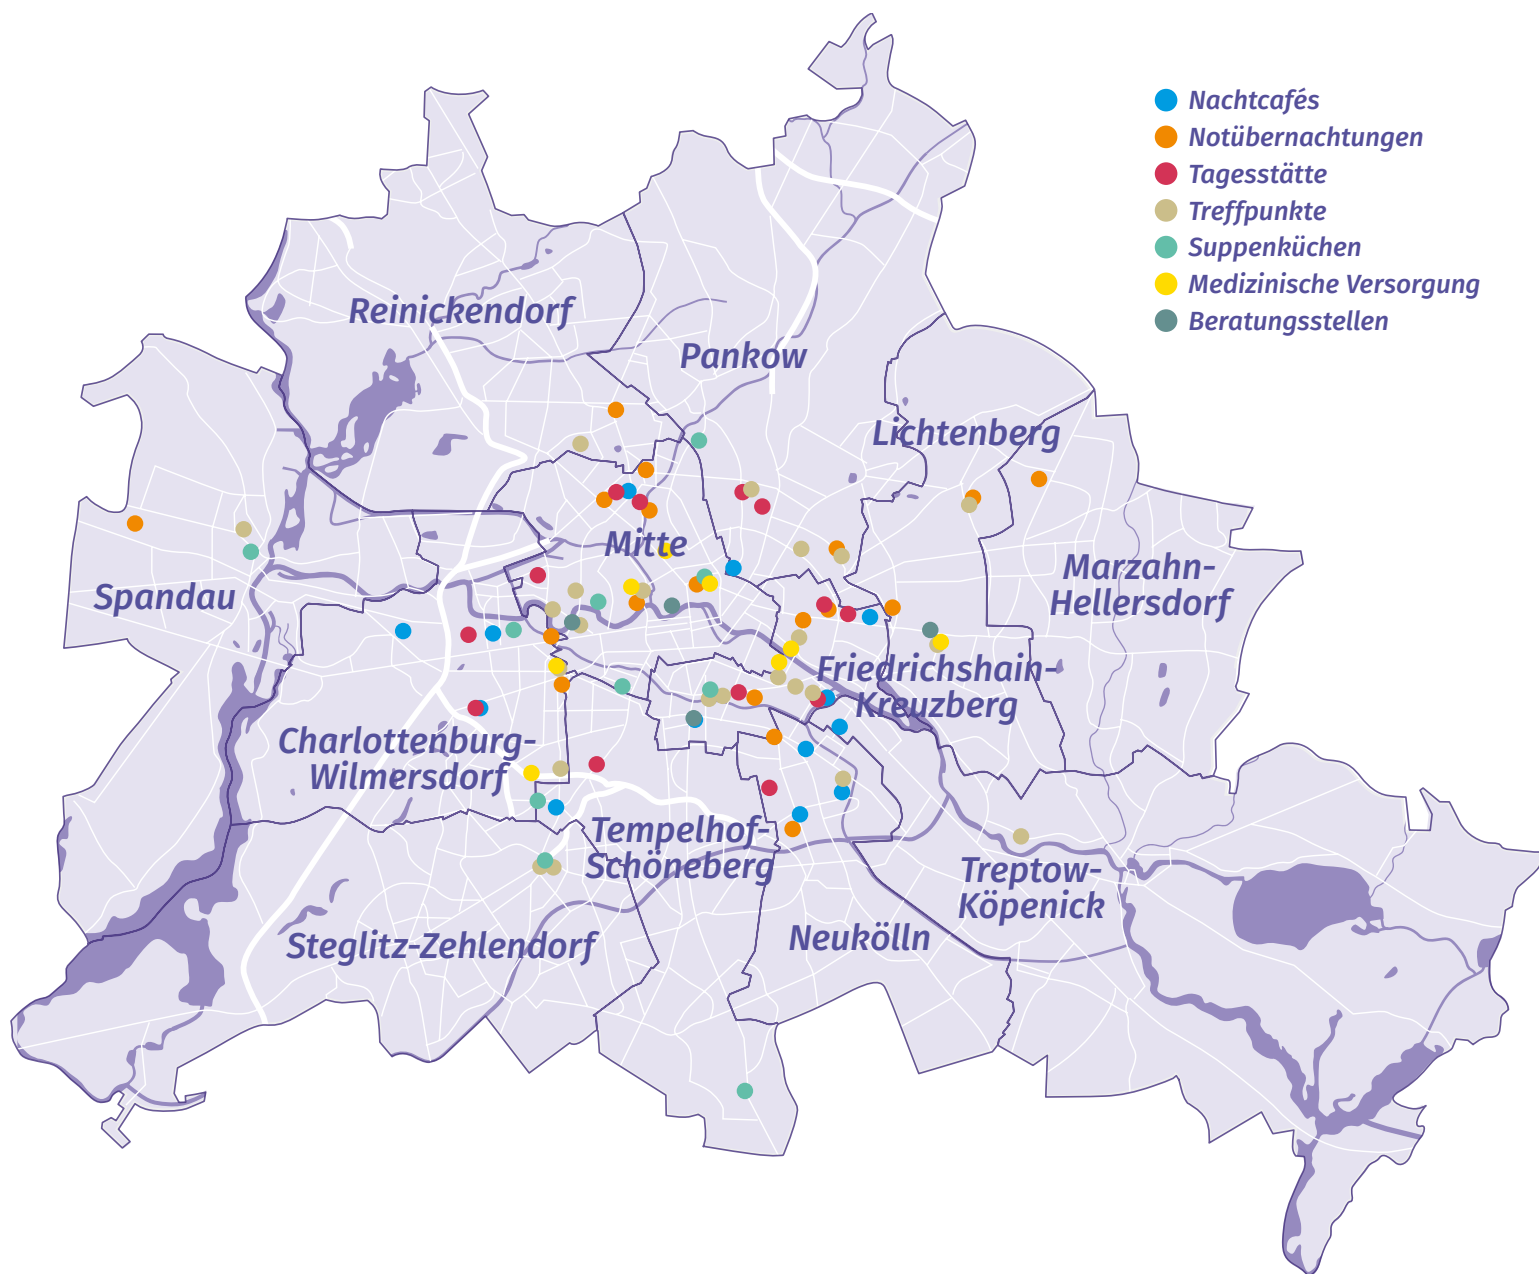 Nachtcafés
Notübernachtungen
Tagesstätte
Treffpunkte
Suppenküchen
Medizinische Versorgung
Beratungsstellen
Reinickendorf
Pankow
Lichtenberg
Mitte
Spandau
Marzahn-
Hellersdorf
Friedrichshain-
Kreuzberg
Charlottenburg-
Wilmersdorf
Tempelhof-
Schöneberg
Treptow-
Köpenick
Steglitz-Zehlendorf
Neukölln